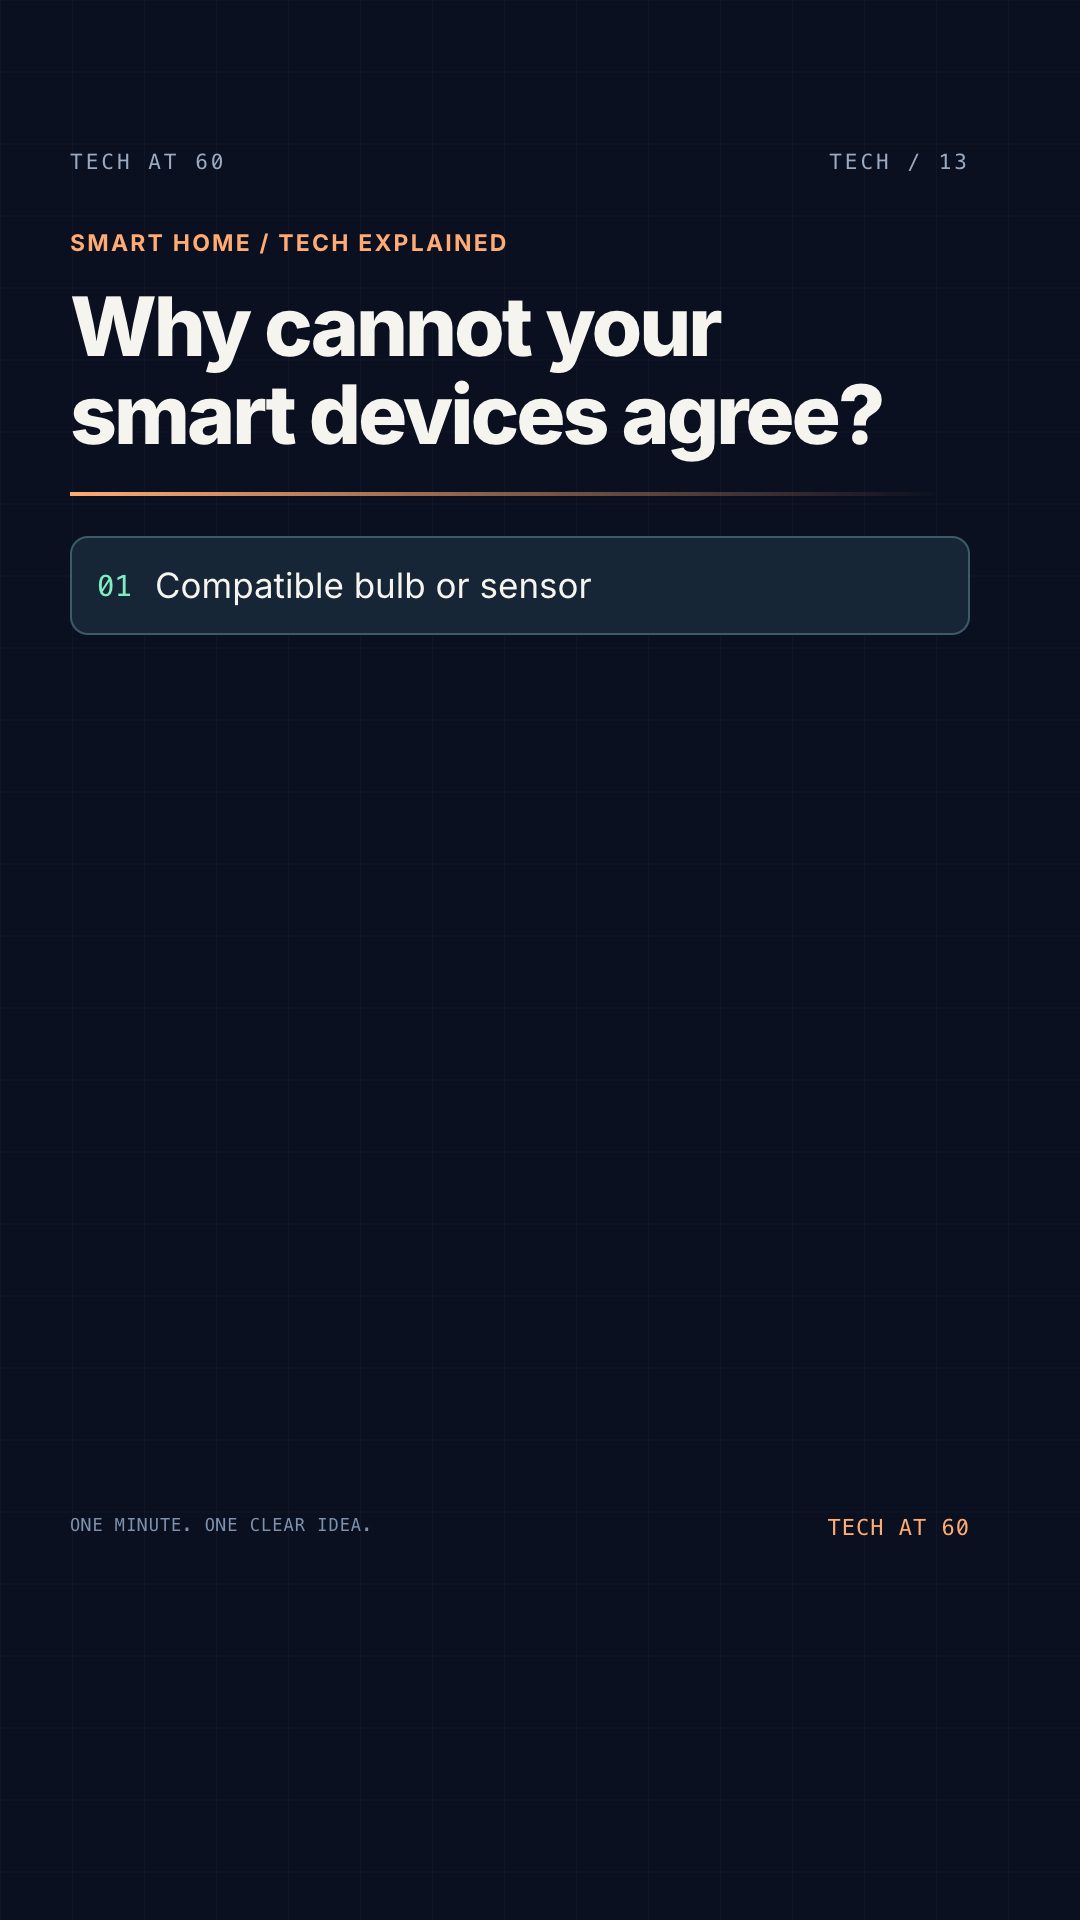 TECH AT 60
TECH / 13
SMART HOME / TECH EXPLAINED
Why cannot your
smart devices agree?
01 Compatible bulb or sensor
ONE MINUTE. ONE CLEAR IDEA.
TECH AT 60